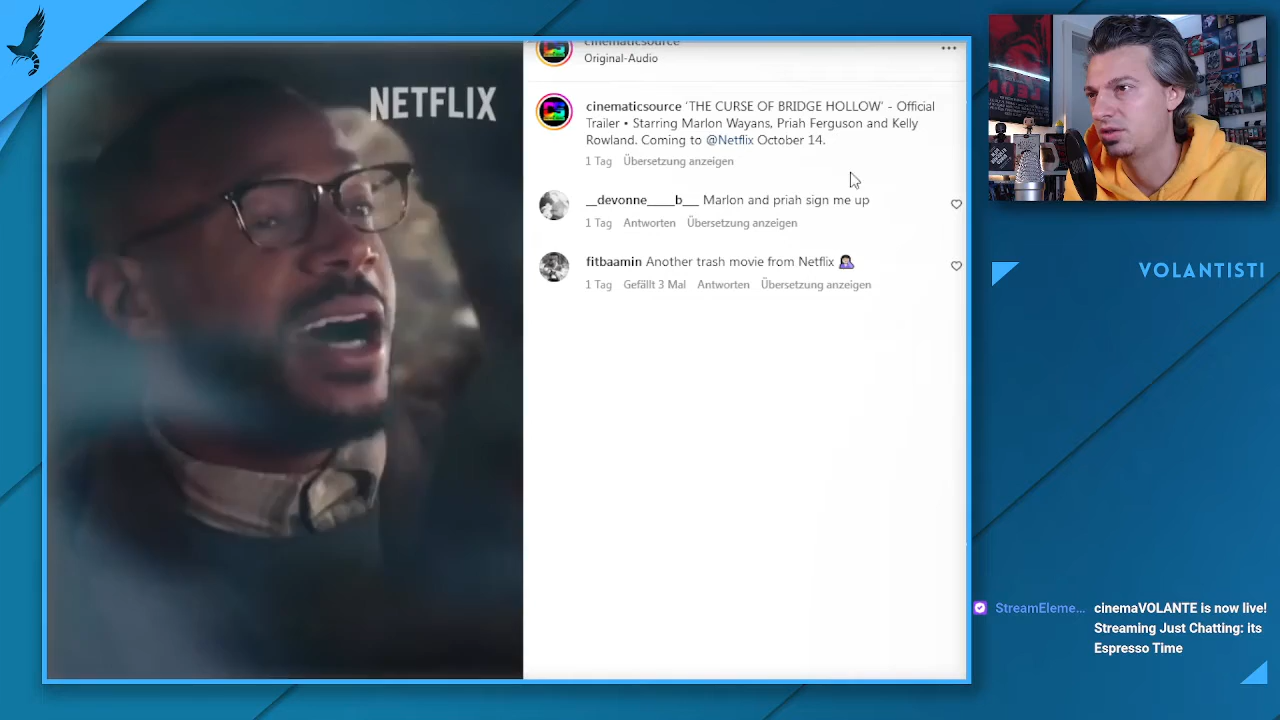 NETFLIX
cinematicsource
Original-Audio
cinematicsource 'THE CURSE OF BRIDGE HOLLOW' - Official
Trailer • Starring Marlon Wayans, Priah Ferguson and Kelly
Rowland. Coming to @Netflix October 14.
1 Tag Übersetzung anzeigen
__devonne____b__ Marlon and priah sign me up
1 Tag Antworten Übersetzung anzeigen
fitbaamin Another trash movie from Netflix 🤦🏻‍♀️
1 Tag Gefällt 3 Mal Antworten Übersetzung anzeigen
VOLANTISTI
StreamEleme... cinemaVOLANTE is now live!
Streaming Just Chatting: its
Espresso Time